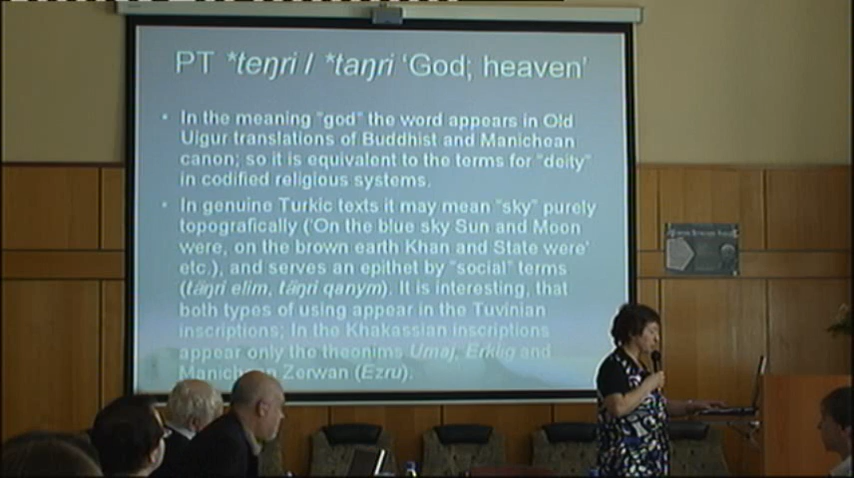 PT *teŋri / *taŋri ‘God; heaven’
• In the meaning “god” the word appears in Old
Uigur translations of Buddhist and Manichean
canon; so it is equivalent to the terms for “deity”
in codified religious systems.
• In genuine Turkic texts it may mean “sky” purely
topografically (‘On the blue sky Sun and Moon
were, on the brown earth Khan and State were’
etc.), and serves an epithet by “social” terms
(täŋri elim, täŋri qanym). It is interesting, that
both types of using appear in the Tuvinian
inscriptions; In the Khakassian inscriptions
appear only the theonims Umaj, Erklig and
Manichean Zerwan (Ezru).